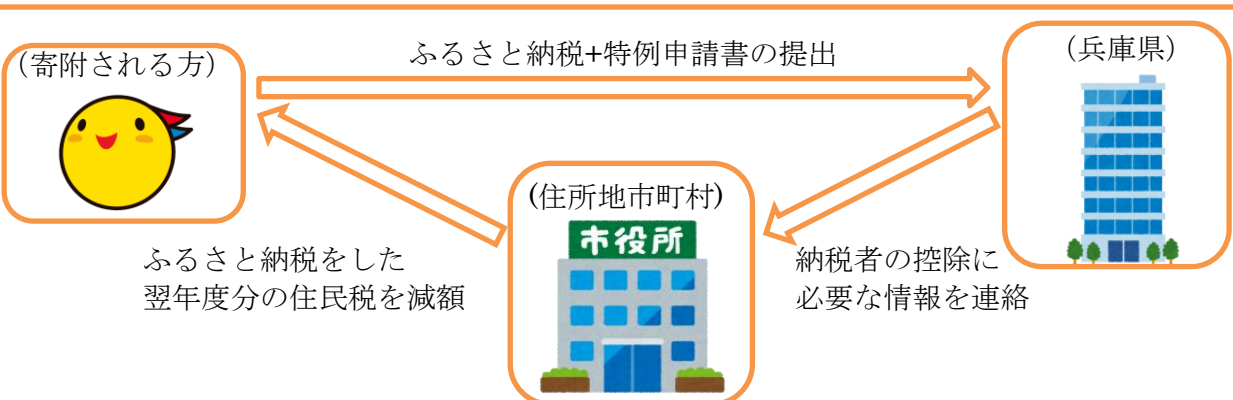 (寄附される方)
ふるさと納税+特例申請書の提出
(兵庫県)
(住所地市町村)
市役所
ふるさと納税をした
翌年度分の住民税を減額
納税者の控除に
必要な情報を連絡